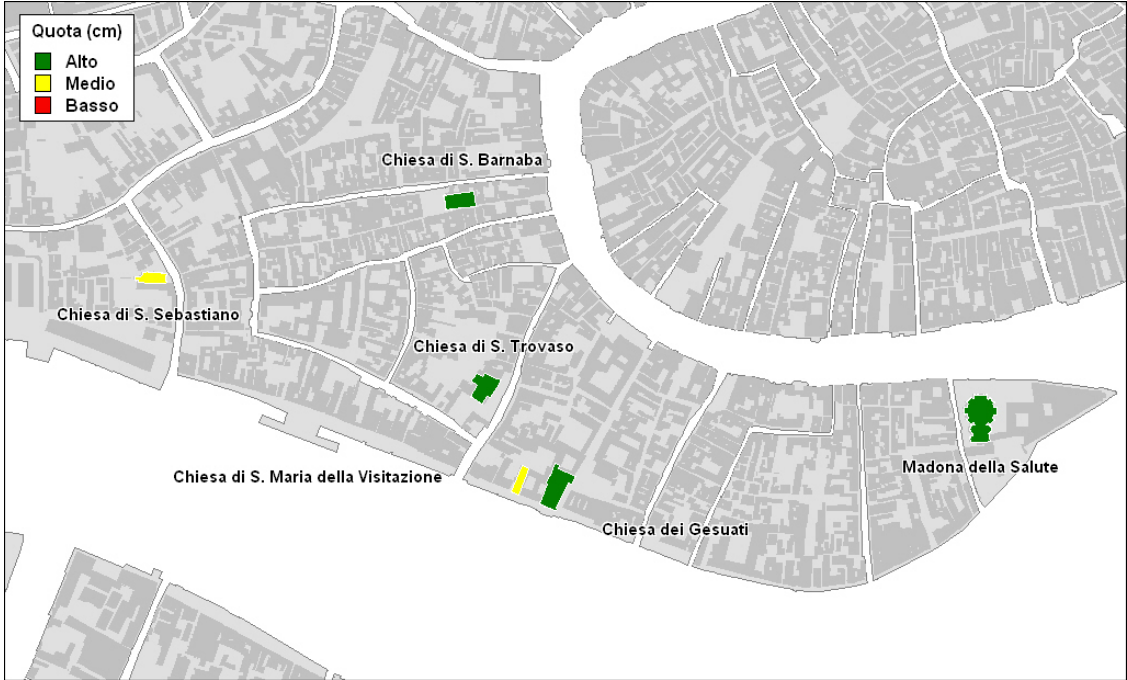 Quota (cm)
Alto
Medio
Basso
Chiesa di S. Barnaba
Chiesa di S. Sebastiano
Chiesa di S. Trovaso
Madona della Salute
Chiesa di S. Maria della Visitazione
Chiesa dei Gesuati